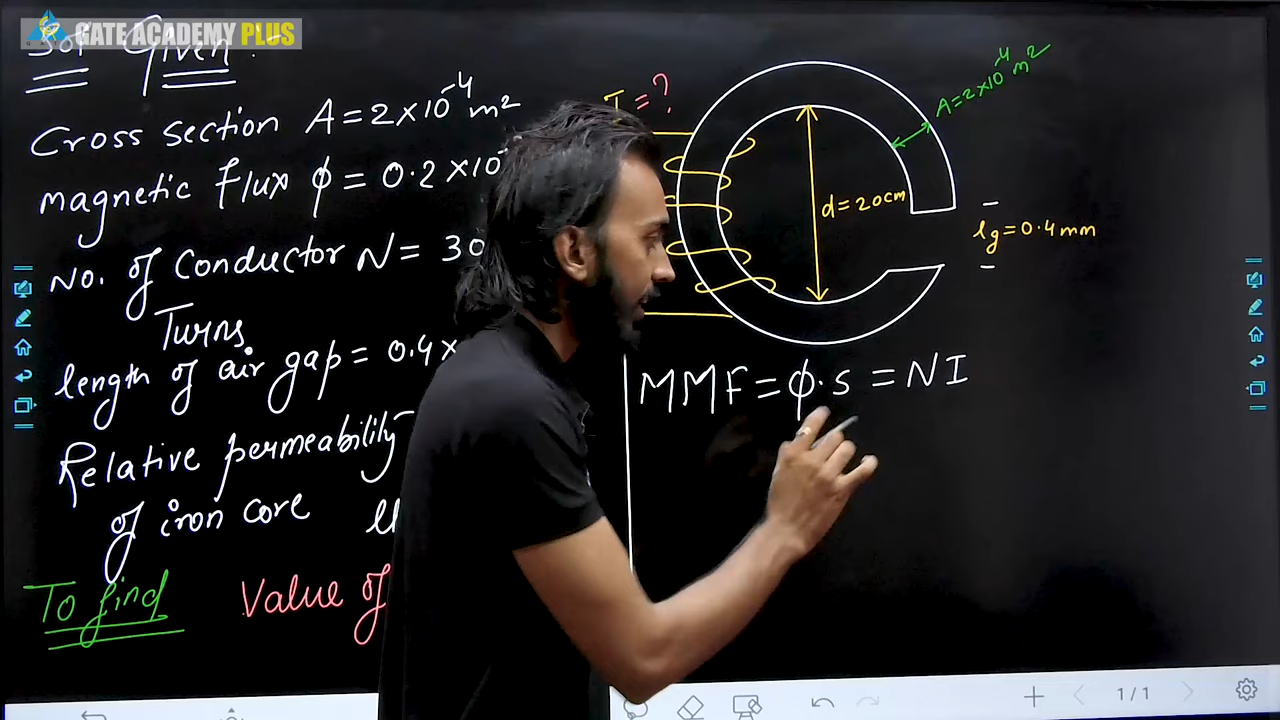 GATE ACADEMY PLUS
Sol Given :-
Cross section A = 2×10⁻⁴ m²
magnetic flux ϕ = 0.2 ×10
No. of Conductor N = 30
Turns
length of air gap = 0.4×
Relative permeability
of iron core
To find Value of
I = ?
A=2×10⁻⁴ m²
d=20cm
lg = 0.4 mm
MMF = ϕ·S = NI
1/1